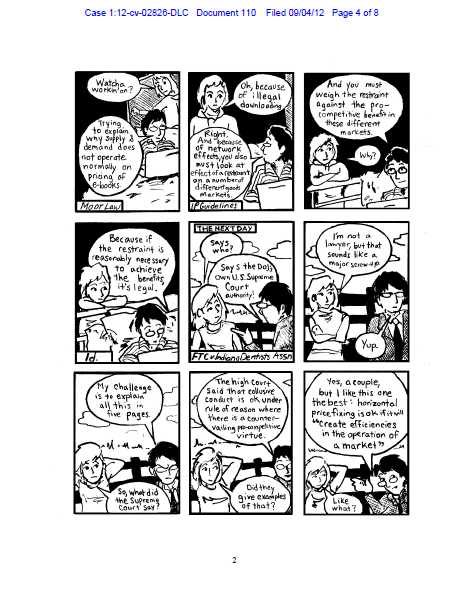 Case 1:12-cv-02826-DLC Document 110 Filed 09/04/12 Page 4 of 8
Watcha
workin'on?
Trying
to explain
why supply &
demand does
not operate
normally on
pricing of
e-books.
Moor Law
Oh, because
of illegal
downloading.
Right.
And because
of network
effects, you also
must look at
effect of a restraint
on a number of
different goods
markets.
IP Guidelines
And you must
weigh the restraint
against the pro-
competitive benefit in
these different
markets.
Why?
Because if
the restraint is
reasonably necessary
to achieve
the benefits,
it's legal.
Id.
THE NEXT DAY
Says
who?
Says the DoJ's
own U.S. Supreme
Court
authority!
FTC v Indiana Dentists Assn
I'm not a
lawyer, but that
sounds like a
major screw-up.
Yup.
My challenge
is to explain
all this in
five pages.
So, what did
the Supreme
Court say?
The high Court
said that collusive
conduct is ok under
rule of reason where
there is a counter-
vailing pro-competitive
virtue.
Did they
give examples
of that?
Yes, a couple,
but I like this one
the best: horizontal
price fixing is ok if it will
"create efficiencies
in the operation of
a market"
Like
what?
2